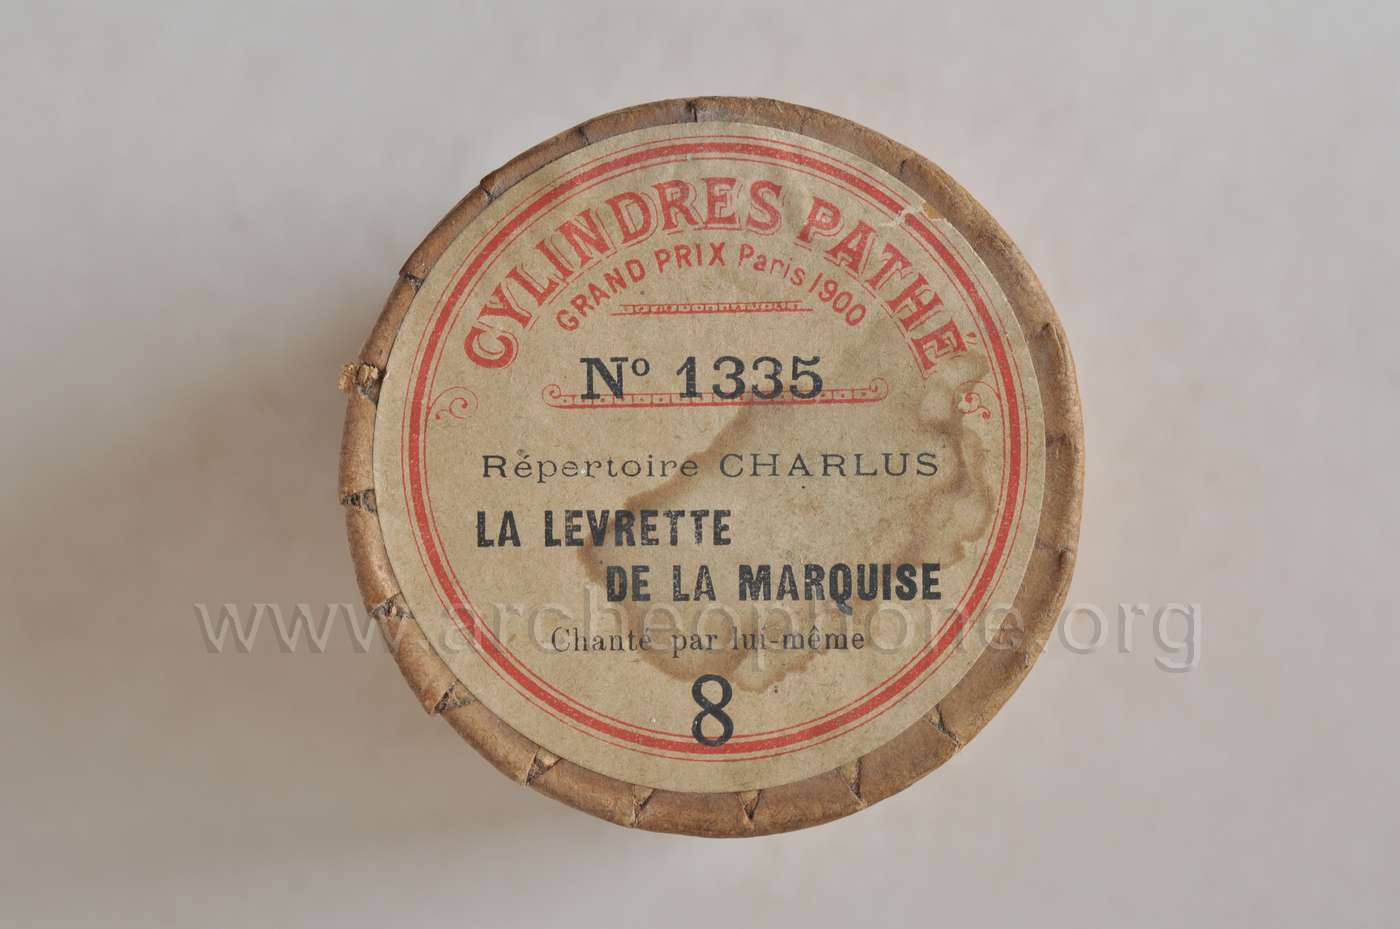 CYLINDRES PATHÉ
GRAND PRIX Paris 1900
Nº 1335
Répertoire CHARLUS
LA LEVRETTE
DE LA MARQUISE
www.archeophone.org
Chanté par lui-même
8